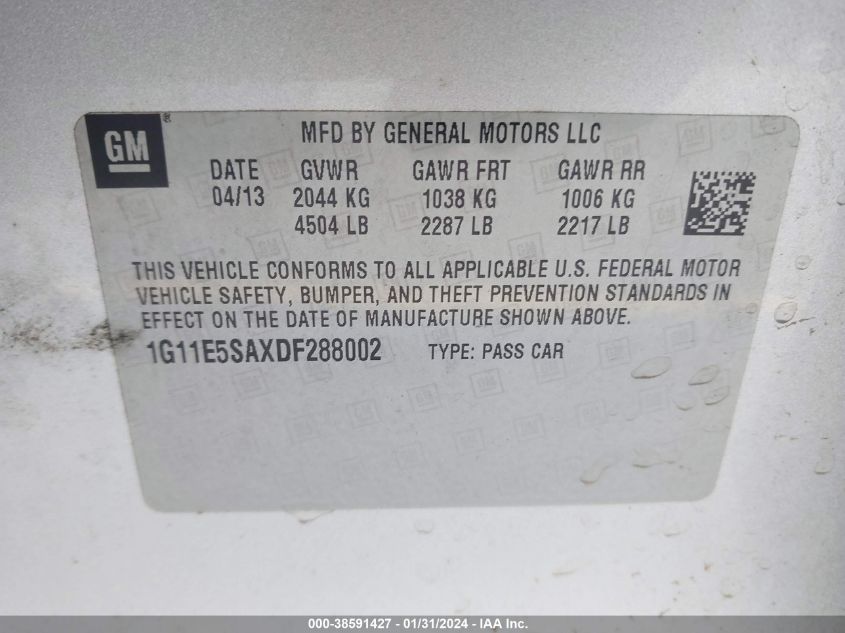 GM ®
MFD BY GENERAL MOTORS LLC
DATE GVWR GAWR FRT GAWR RR
04/13 2044 KG 1038 KG 1006 KG
4504 LB 2287 LB 2217 LB
THIS VEHICLE CONFORMS TO ALL APPLICABLE U.S. FEDERAL MOTOR
VEHICLE SAFETY, BUMPER, AND THEFT PREVENTION STANDARDS IN
EFFECT ON THE DATE OF MANUFACTURE SHOWN ABOVE.
1G11E5SAXDF288002 TYPE: PASS CAR
000-38591427 - 01/31/2024 - © IAA Inc.